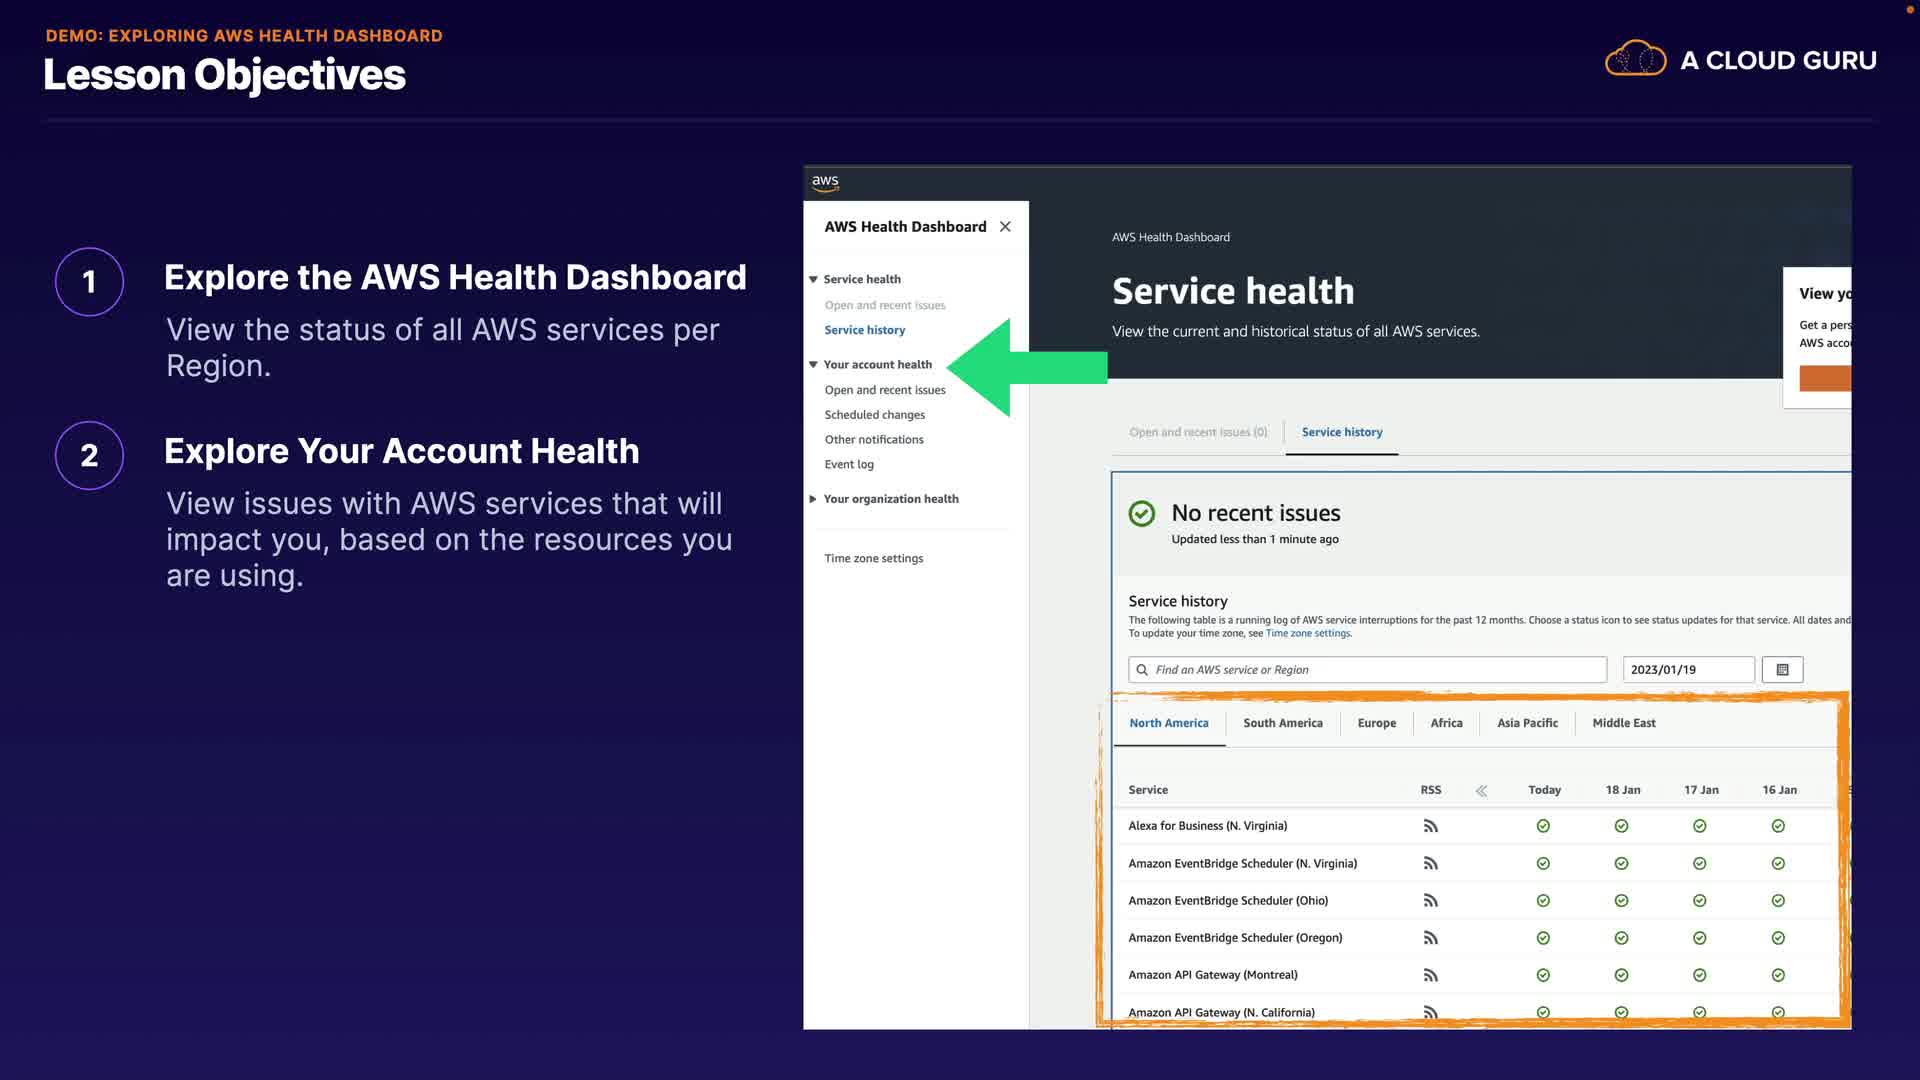 DEMO: EXPLORING AWS HEALTH DASHBOARD
Lesson Objectives
A CLOUD GURU
1
Explore the AWS Health Dashboard
View the status of all AWS services per
Region.
2
Explore Your Account Health
View issues with AWS services that will
impact you, based on the resources you
are using.
aws
AWS Health Dashboard
Service health
Open and recent issues
Service history
Your account health
Open and recent issues
Scheduled changes
Other notifications
Event log
Your organization health
Time zone settings
AWS Health Dashboard
Service health
View the current and historical status of all AWS services.
View yo
Get a pers
AWS acco
Open and recent issues (0)
Service history
No recent issues
Updated less than 1 minute ago
Service history
The following table is a running log of AWS service interruptions for the past 12 months. Choose a status icon to see status updates for that service. All dates and
To update your time zone, see Time zone settings.
Find an AWS service or Region
2023/01/19
North America South America Europe Africa Asia Pacific Middle East
Service RSS Today 18 Jan 17 Jan 16 Jan
Alexa for Business (N. Virginia)
Amazon EventBridge Scheduler (N. Virginia)
Amazon EventBridge Scheduler (Ohio)
Amazon EventBridge Scheduler (Oregon)
Amazon API Gateway (Montreal)
Amazon API Gateway (N. California)